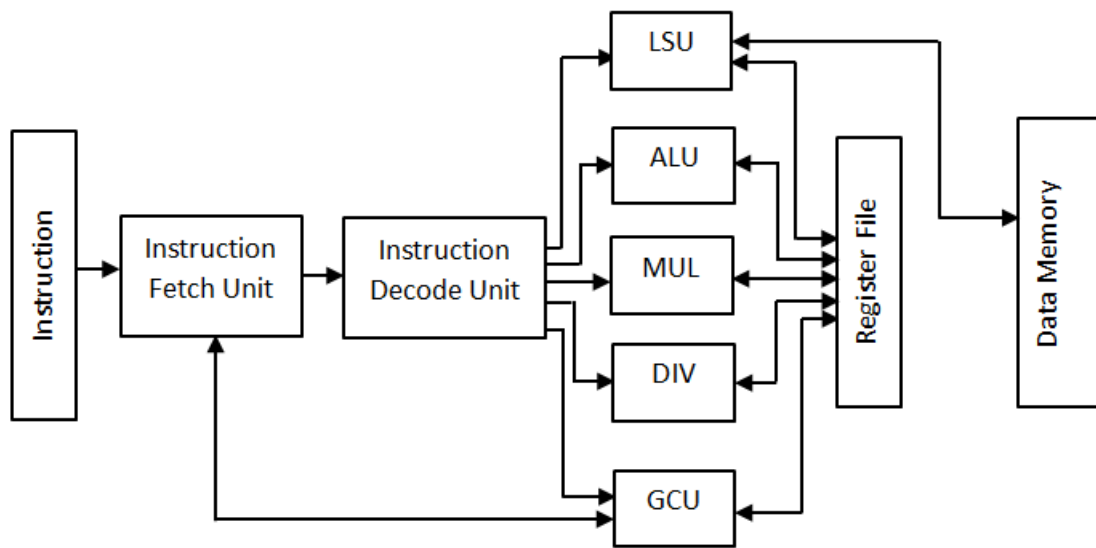 Instruction
Instruction
Fetch Unit
Instruction
Decode Unit
LSU
ALU
MUL
DIV
GCU
Register File
Data Memory